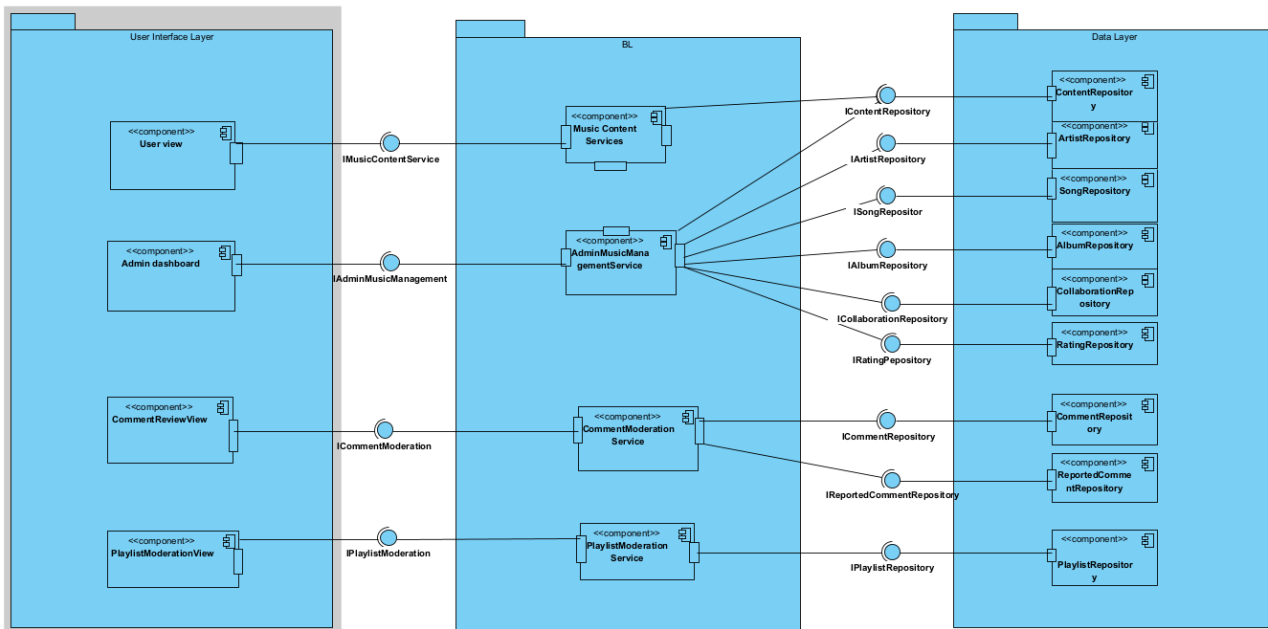 User Interface Layer
<<component>>
User view
<<component>>
Admin dashboard
<<component>>
CommentReviewView
<<component>>
PlaylistModerationView
IMusicContentService
IAdminMusicManagement
ICommentModeration
IPlaylistModeration
BL
<<component>>
Music Content
Services
<<component>>
AdminMusicMana
gementService
<<component>>
CommentModeration
Service
<<component>>
PlaylistModeration
Service
IContentRepository
IArtistRepository
ISongRepositor
IAlbumRepository
ICollaborationRepository
IRatingPepository
ICommentRepository
IReportedCommentRepository
IPlaylistRepository
Data Layer
<<component>>
ContentRepositor
y
<<component>>
ArtistRepository
<<component>>
SongRepository
<<component>>
AlbumRepository
<<component>>
CollaborationRep
ository
<<component>>
RatingRepository
<<component>>
CommentReposit
ory
<<component>>
ReportedComme
ntRepository
<<component>>
PlaylistRepositor
y